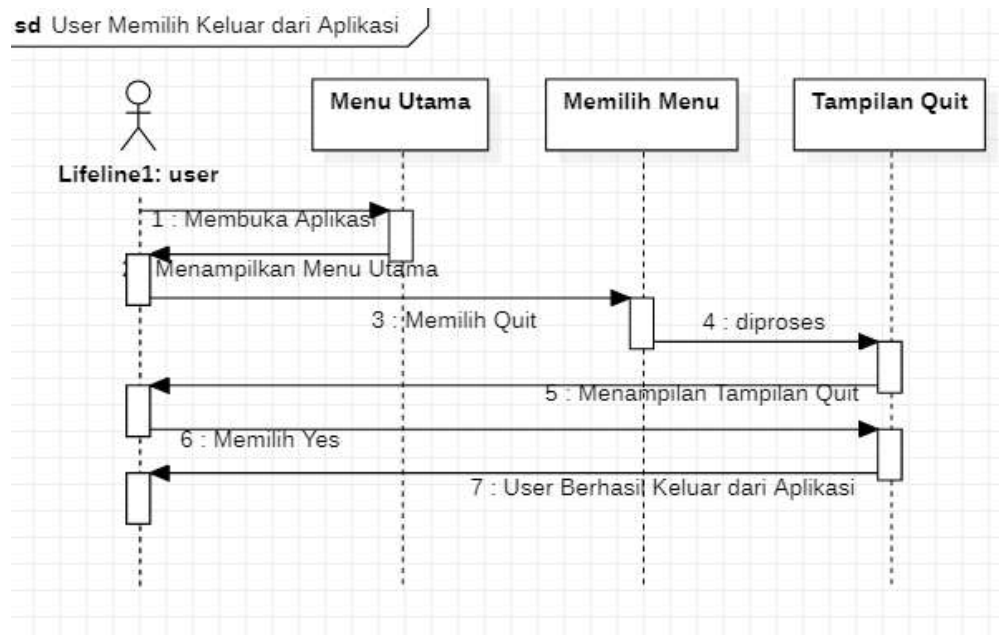 sd User Memilih Keluar dari Aplikasi
Menu Utama
Memilih Menu
Tampilan Quit
Lifeline1: user
1 : Membuka Aplikasi
2 : Menampilkan Menu Utama
3 : Memilih Quit
4 : diproses
5 : Menampilan Tampilan Quit
6 : Memilih Yes
7 : User Berhasil Keluar dari Aplikasi